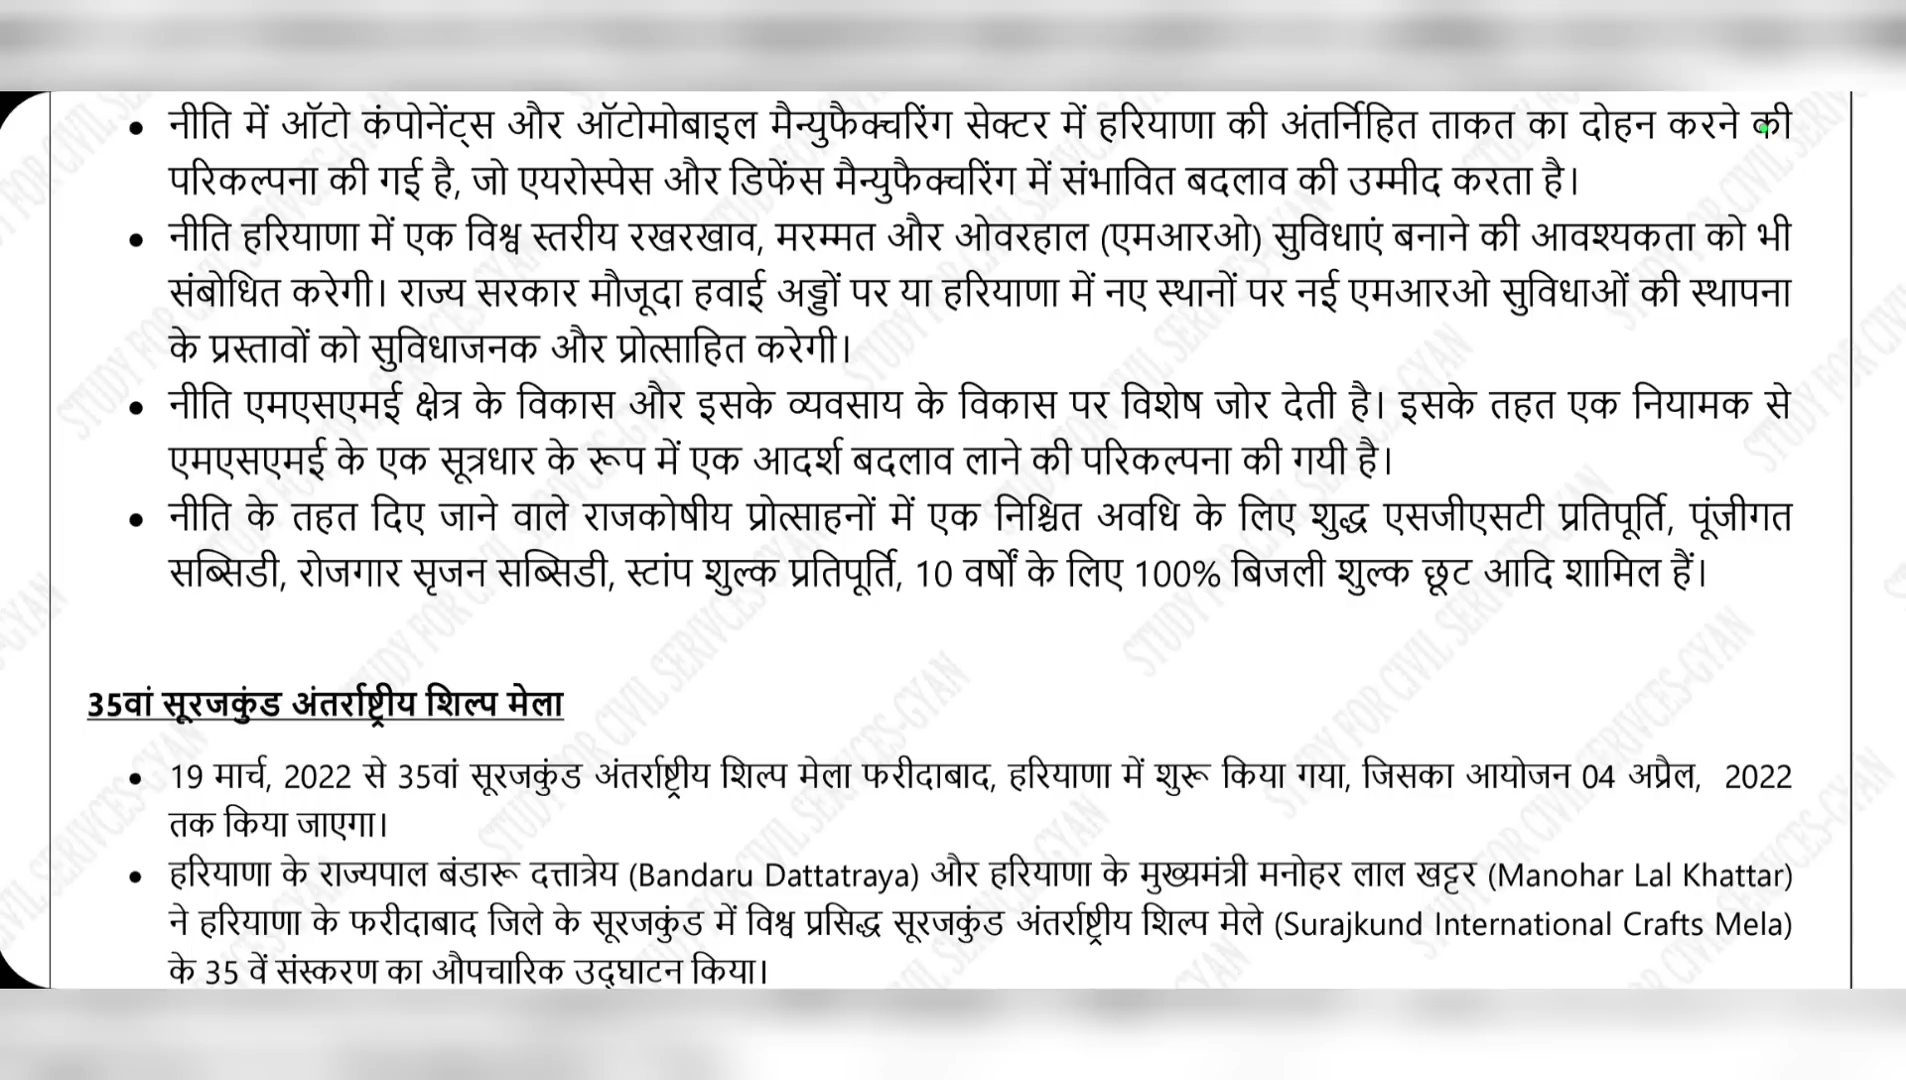 • नीति में ऑटो कंपोनेंट्स और ऑटोमोबाइल मैन्युफैक्चरिंग सेक्टर में हरियाणा की अंतर्निहित ताकत का दोहन करने की
परिकल्पना की गई है, जो एयरोस्पेस और डिफेंस मैन्युफैक्चरिंग में संभावित बदलाव की उम्मीद करता है।
• नीति हरियाणा में एक विश्व स्तरीय रखरखाव, मरम्मत और ओवरहाल (एमआरओ) सुविधाएं बनाने की आवश्यकता को भी
संबोधित करेगी। राज्य सरकार मौजूदा हवाई अड्डों पर या हरियाणा में नए स्थानों पर नई एमआरओ सुविधाओं की स्थापना
के प्रस्तावों को सुविधाजनक और प्रोत्साहित करेगी।
• नीति एमएसएमई क्षेत्र के विकास और इसके व्यवसाय के विकास पर विशेष जोर देती है। इसके तहत एक नियामक से
एमएसएमई के एक सूत्रधार के रूप में एक आदर्श बदलाव लाने की परिकल्पना की गयी है।
• नीति के तहत दिए जाने वाले राजकोषीय प्रोत्साहनों में एक निश्चित अवधि के लिए शुद्ध एसजीएसटी प्रतिपूर्ति, पूंजीगत
सब्सिडी, रोजगार सृजन सब्सिडी, स्टांप शुल्क प्रतिपूर्ति, 10 वर्षों के लिए 100% बिजली शुल्क छूट आदि शामिल हैं।
35वां सूरजकुंड अंतर्राष्ट्रीय शिल्प मेला
• 19 मार्च, 2022 से 35वां सूरजकुंड अंतर्राष्ट्रीय शिल्प मेला फरीदाबाद, हरियाणा में शुरू किया गया, जिसका आयोजन 04 अप्रैल, 2022
तक किया जाएगा।
• हरियाणा के राज्यपाल बंडारू दत्तात्रेय (Bandaru Dattatraya) और हरियाणा के मुख्यमंत्री मनोहर लाल खट्टर (Manohar Lal Khattar)
ने हरियाणा के फरीदाबाद जिले के सूरजकुंड में विश्व प्रसिद्ध सूरजकुंड अंतर्राष्ट्रीय शिल्प मेले (Surajkund International Crafts Mela)
के 35 वें संस्करण का औपचारिक उद्घाटन किया।
STUDY FOR CIVIL SERIVCES-GYAN